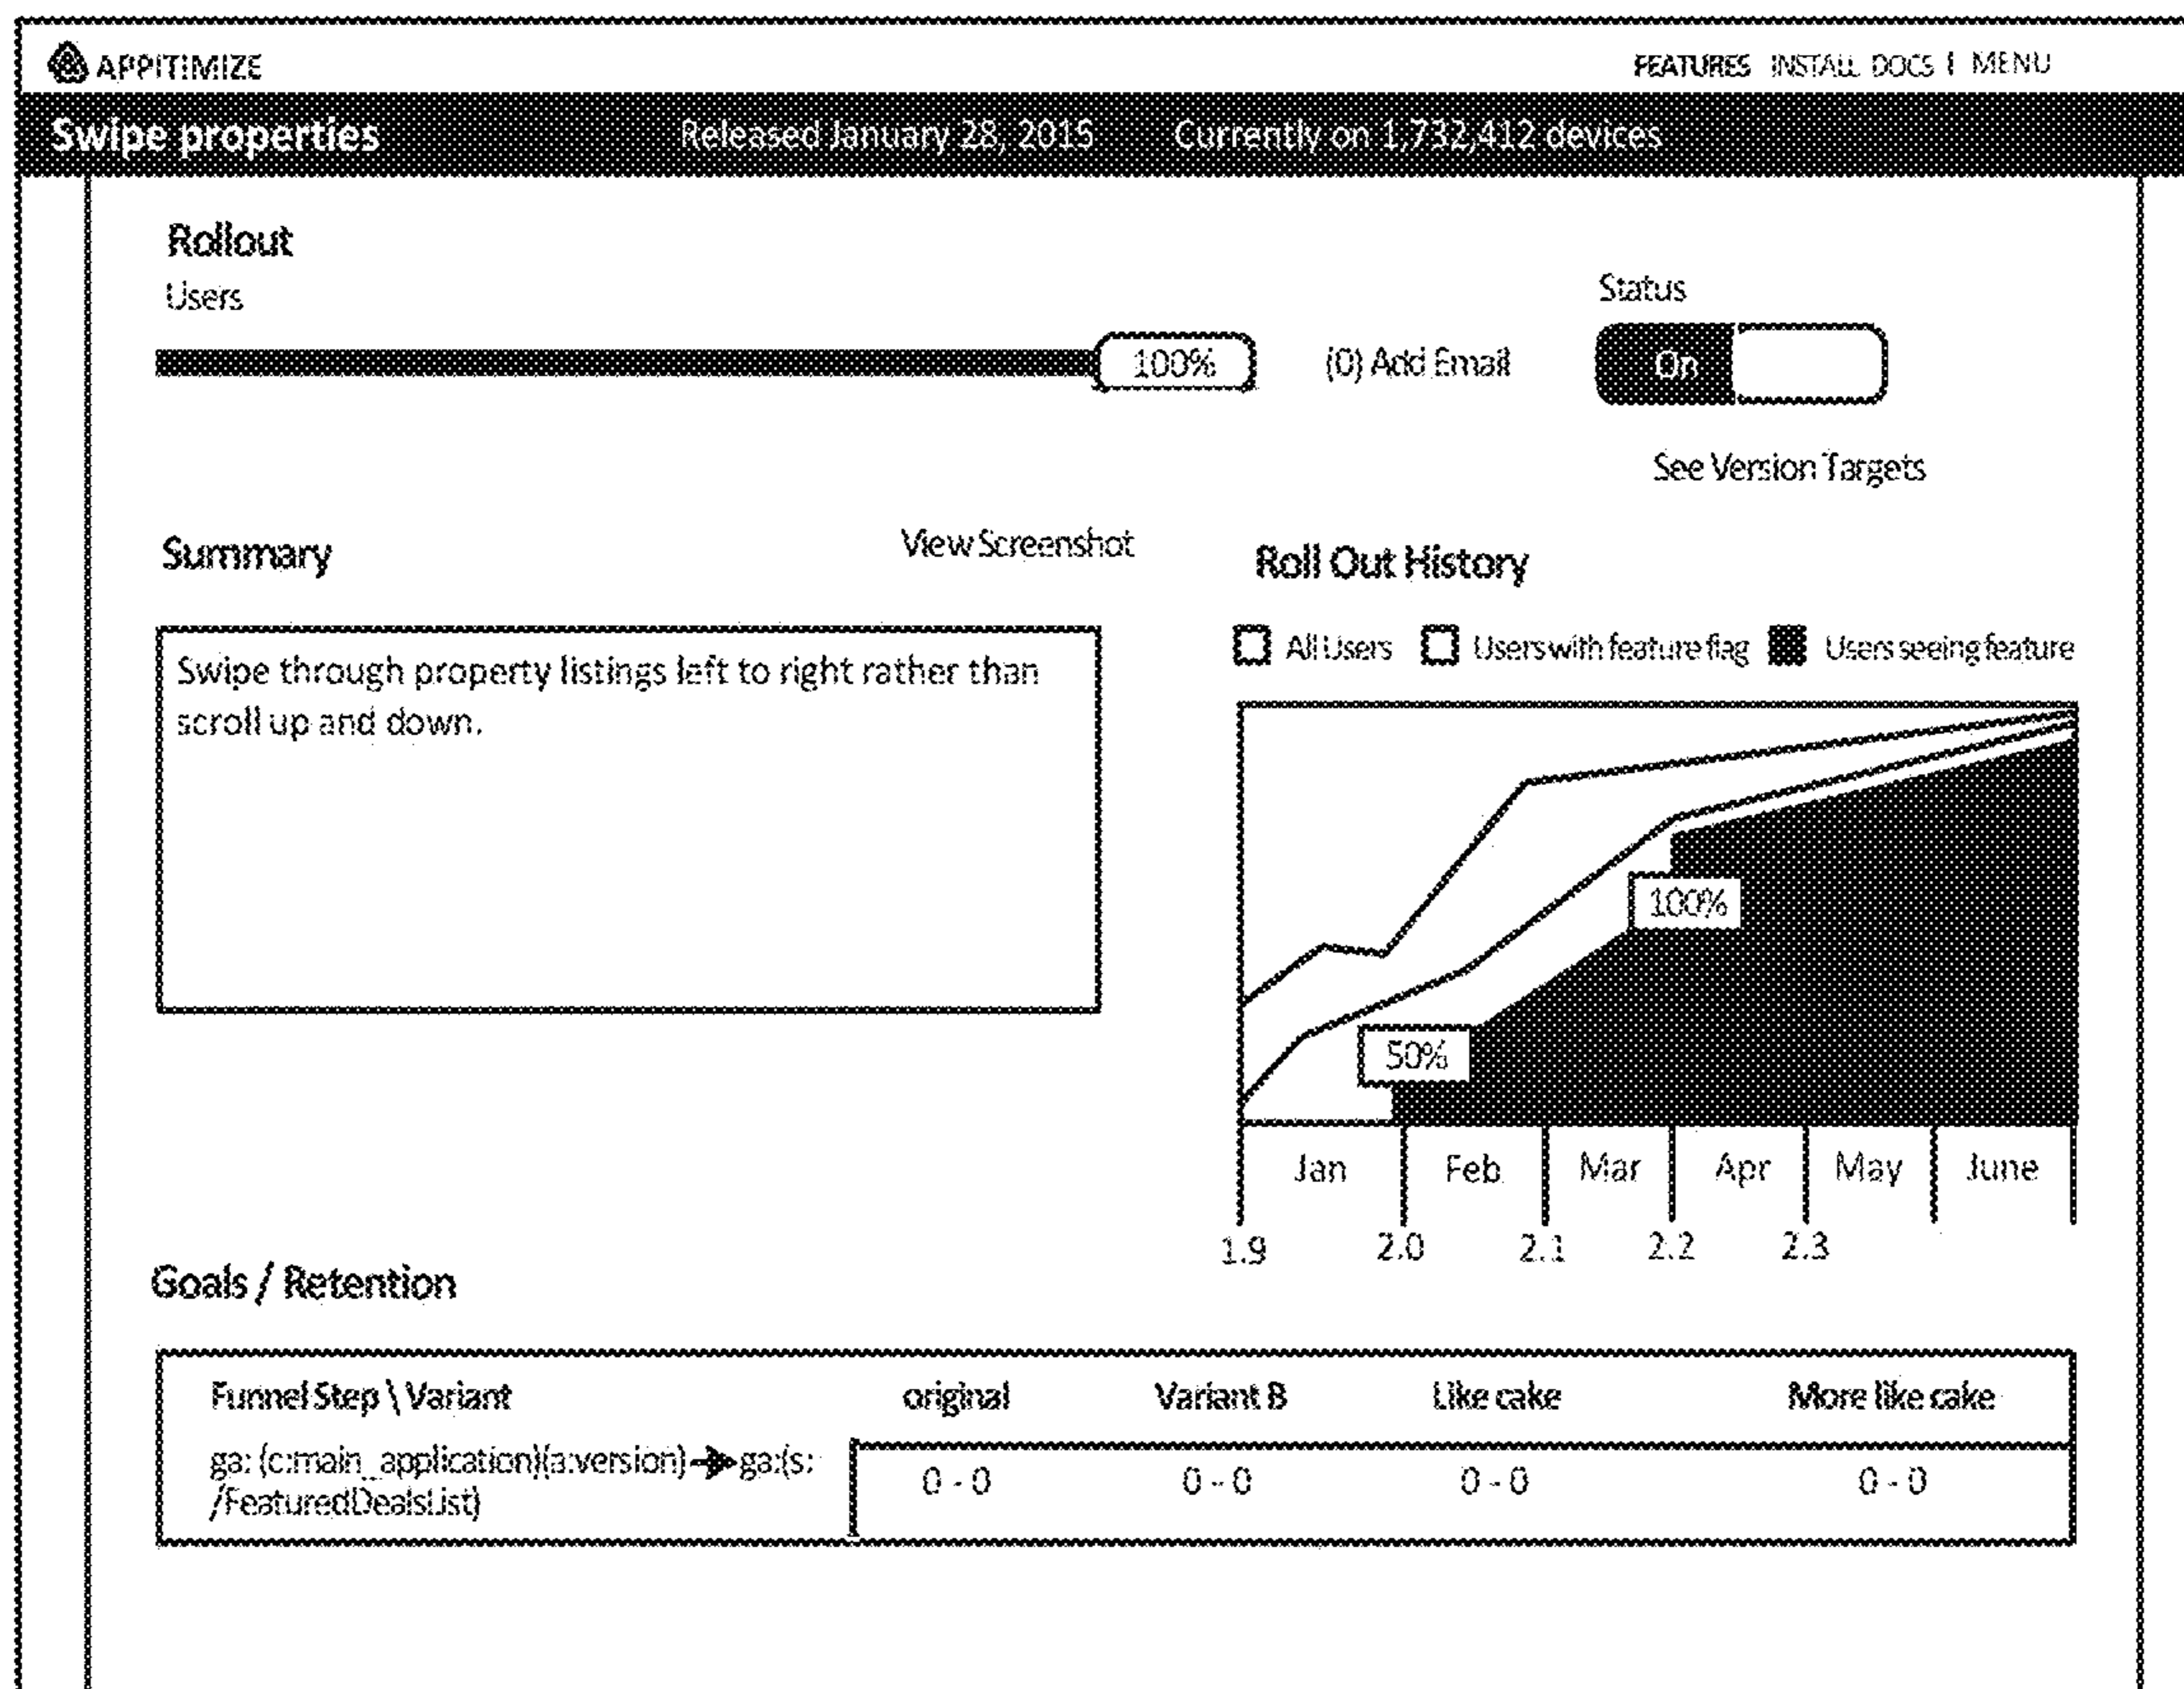 APPITIMIZE
FEATURES INSTALL DOCS | MENU
Swipe properties
Released January 28, 2015
Currently on 1,732,412 devices
Rollout
Users
100%
(0) Add Email
Status
On
See Version Targets
Summary
View Screenshot
Swipe through property listings left to right rather than
scroll up and down.
Roll Out History
All Users
Users with feature flag
Users seeing feature
100%
50%
Jan Feb Mar Apr May June
1.9 2.0 2.1 2.2 2.3
Goals / Retention
Funnel Step \ Variant original Variant B Like cake More like cake
ga: (c:main_application)(a:version)➔ga:(s:
/FeaturedDealsList)
0 - 0 0 - 0 0 - 0 0 - 0